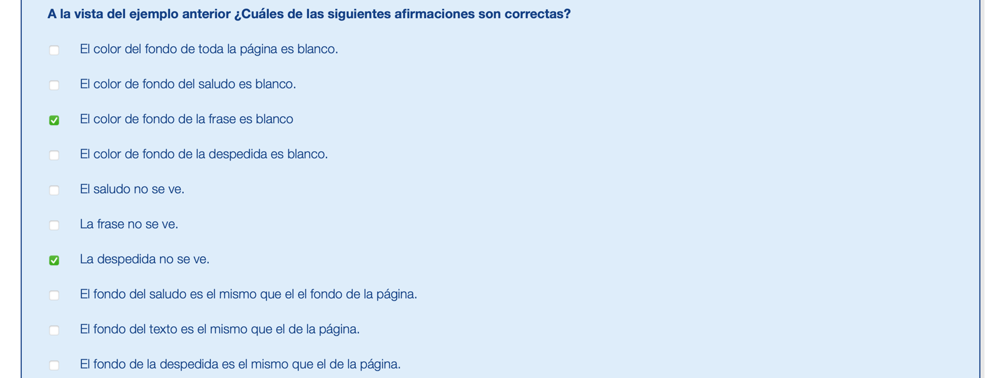 A la vista del ejemplo anterior ¿Cuáles de las siguientes afirmaciones son correctas?
El color del fondo de toda la página es blanco.
El color de fondo del saludo es blanco.
El color de fondo de la frase es blanco
El color de fondo de la despedida es blanco.
El saludo no se ve.
La frase no se ve.
La despedida no se ve.
El fondo del saludo es el mismo que el el fondo de la página.
El fondo del texto es el mismo que el de la página.
El fondo de la despedida es el mismo que el de la página.